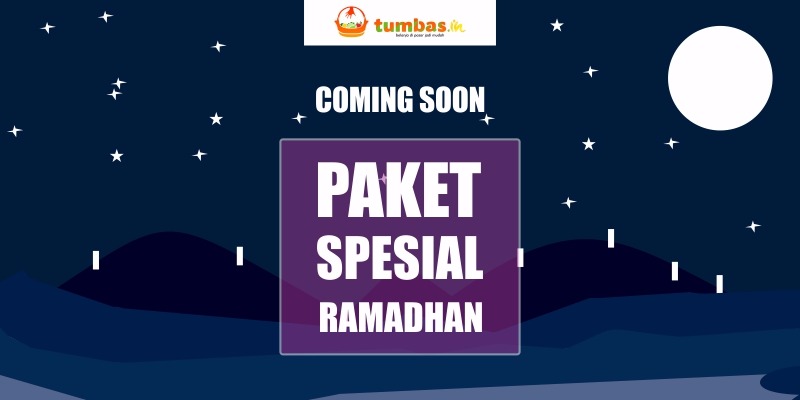 tumbas.in
belanja di pasar jadi mudah
COMING SOON
PAKET
SPESIAL
RAMADHAN